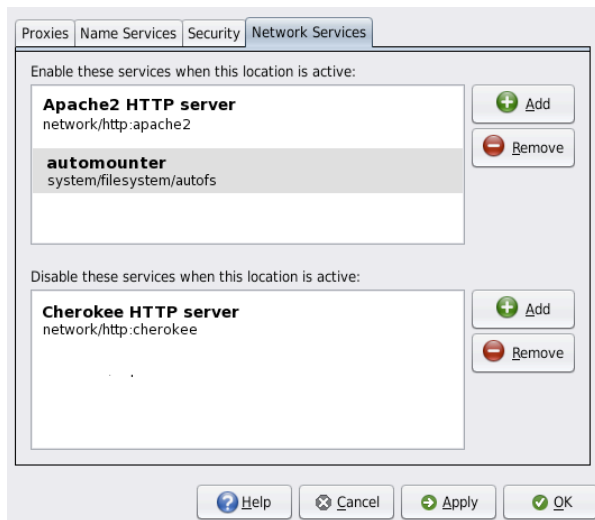 Proxies Name Services Security Network Services
Enable these services when this location is active:
Apache2 HTTP server
network/http:apache2
automounter
system/filesystem/autofs
Add
Remove
Disable these services when this location is active:
Cherokee HTTP server
network/http:cherokee
Add
Remove
Help Cancel Apply OK